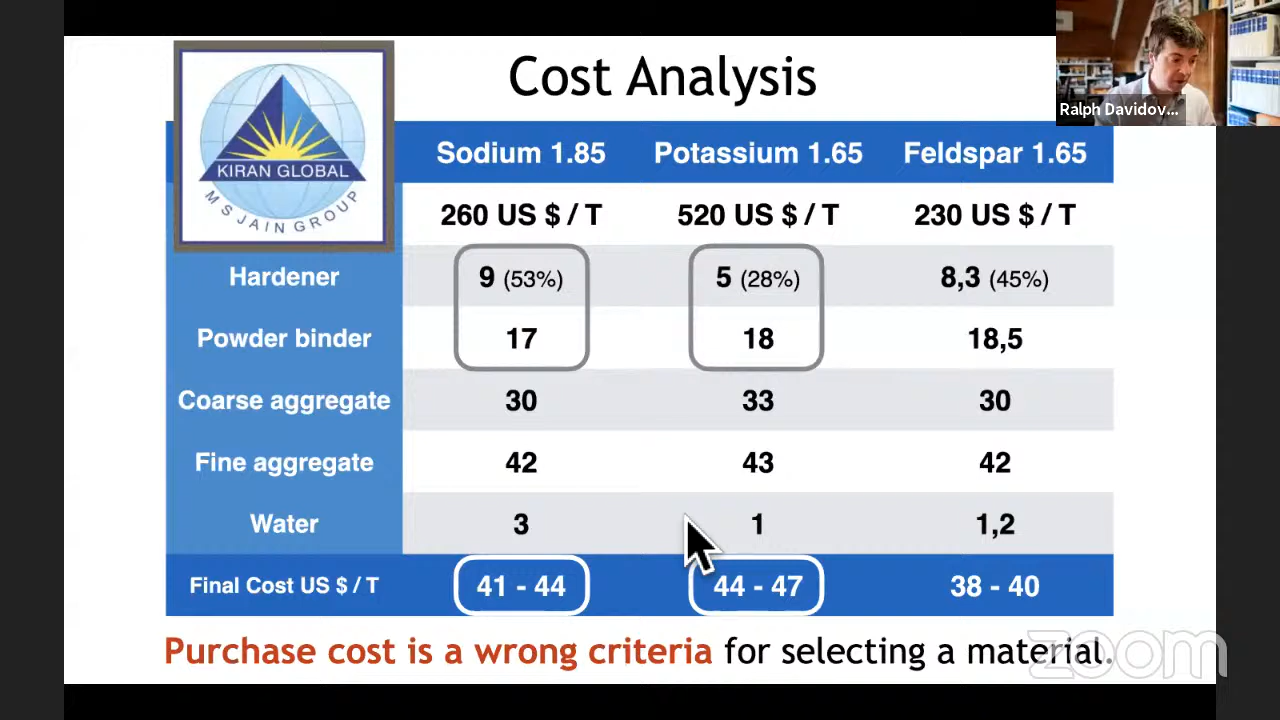 Cost Analysis
Ralph Davidov...
KIRAN GLOBAL
M S JAIN GROUP
Sodium 1.85 Potassium 1.65 Feldspar 1.65
260 US $ / T 520 US $ / T 230 US $ / T
Hardener 9 (53%) 5 (28%) 8,3 (45%)
Powder binder 17 18 18,5
Coarse aggregate 30 33 30
Fine aggregate 42 43 42
Water 3 1 1,2
Final Cost US $ / T 41 - 44 44 - 47 38 - 40
Purchase cost is a wrong criteria for selecting a material.
zoom